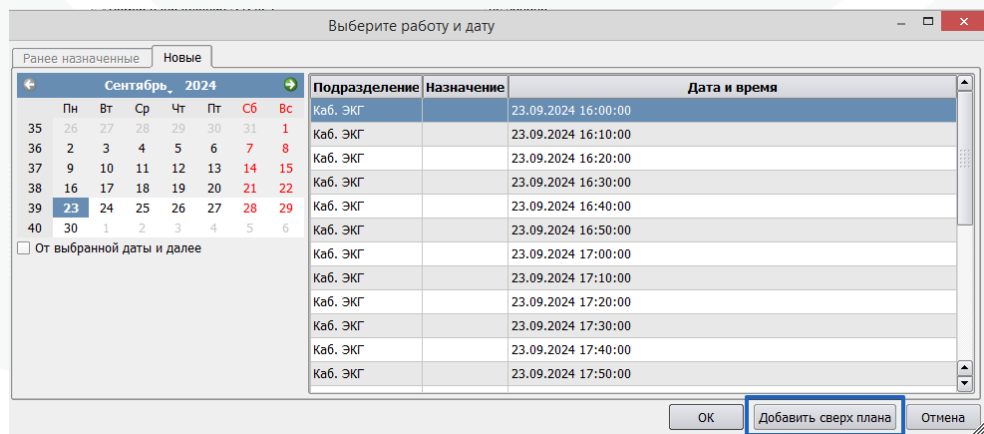 Выберите работу и дату
Ранее назначенные Новые
Сентябрь, 2024
Пн Вт Ср Чт Пт Сб Вс
35 26 27 28 29 30 31 1
36 2 3 4 5 6 7 8
37 9 10 11 12 13 14 15
38 16 17 18 19 20 21 22
39 23 24 25 26 27 28 29
40 30 1 2 3 4 5 6
От выбранной даты и далее
Подразделение Назначение Дата и время
Каб. ЭКГ 23.09.2024 16:00:00
Каб. ЭКГ 23.09.2024 16:10:00
Каб. ЭКГ 23.09.2024 16:20:00
Каб. ЭКГ 23.09.2024 16:30:00
Каб. ЭКГ 23.09.2024 16:40:00
Каб. ЭКГ 23.09.2024 16:50:00
Каб. ЭКГ 23.09.2024 17:00:00
Каб. ЭКГ 23.09.2024 17:10:00
Каб. ЭКГ 23.09.2024 17:20:00
Каб. ЭКГ 23.09.2024 17:30:00
Каб. ЭКГ 23.09.2024 17:40:00
Каб. ЭКГ 23.09.2024 17:50:00
ОК Добавить сверх плана Отмена